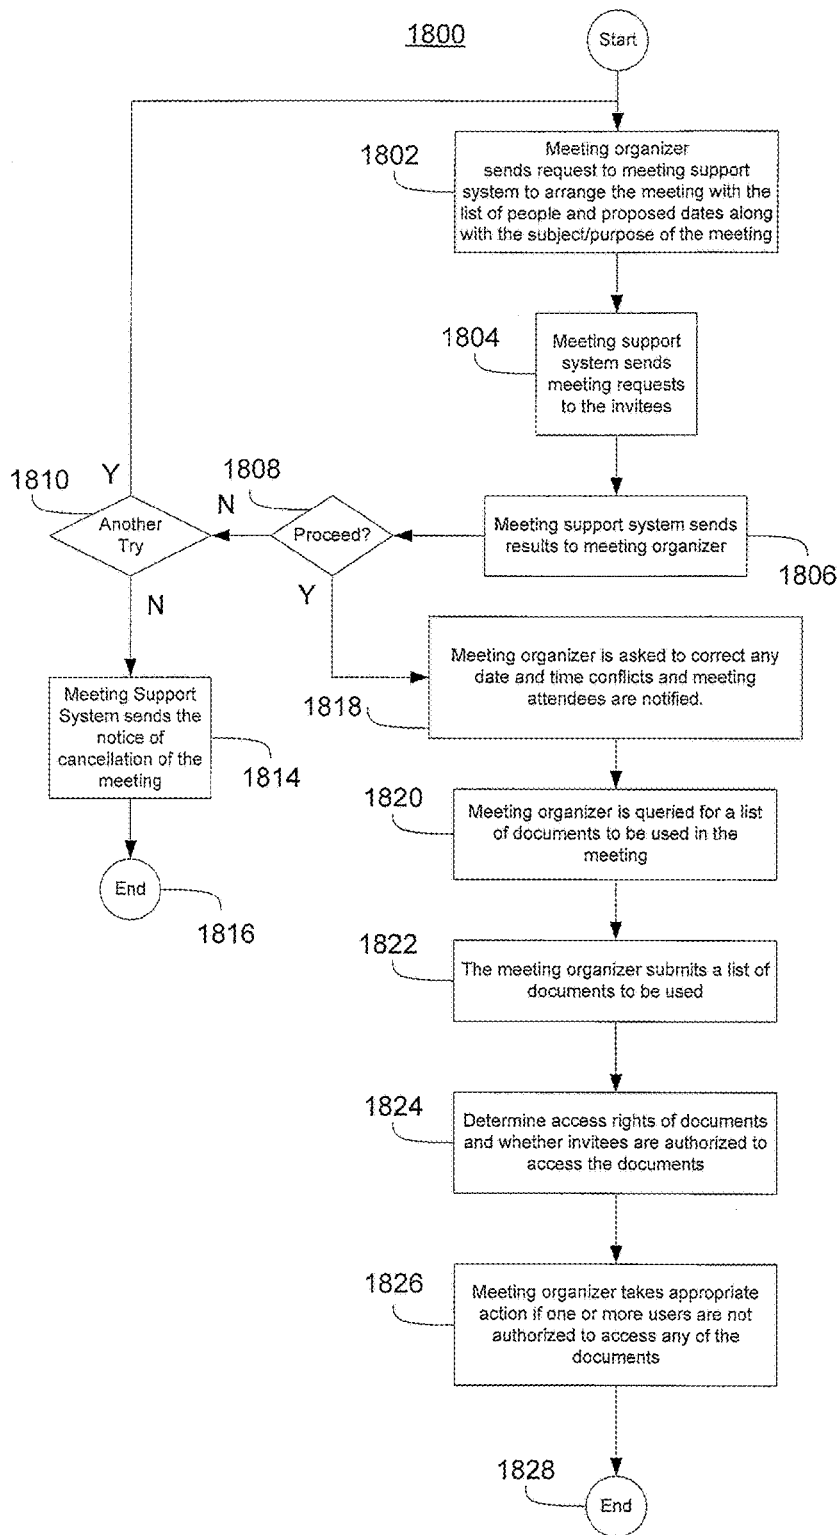 1800
Start
1802
Meeting organizer
sends request to meeting support
system to arrange the meeting with the
list of people and proposed dates along
with the subject/purpose of the meeting
1804
Meeting support
system sends
meeting requests
to the invitees
1810
Y
Another
Try
N
1808
N
Proceed?
Y
Meeting support system sends
results to meeting organizer
1806
Meeting organizer is asked to correct any
date and time conflicts and meeting
attendees are notified.
1818
Meeting Support
System sends the
notice of
cancellation of the
meeting
1814
End
1816
1820
Meeting organizer is queried for a list
of documents to be used in the
meeting
1822
The meeting organizer submits a list of
documents to be used
1824
Determine access rights of documents
and whether invitees are authorized to
access the documents
1826
Meeting organizer takes appropriate
action if one or more users are not
authorized to access any of the
documents
1828
End